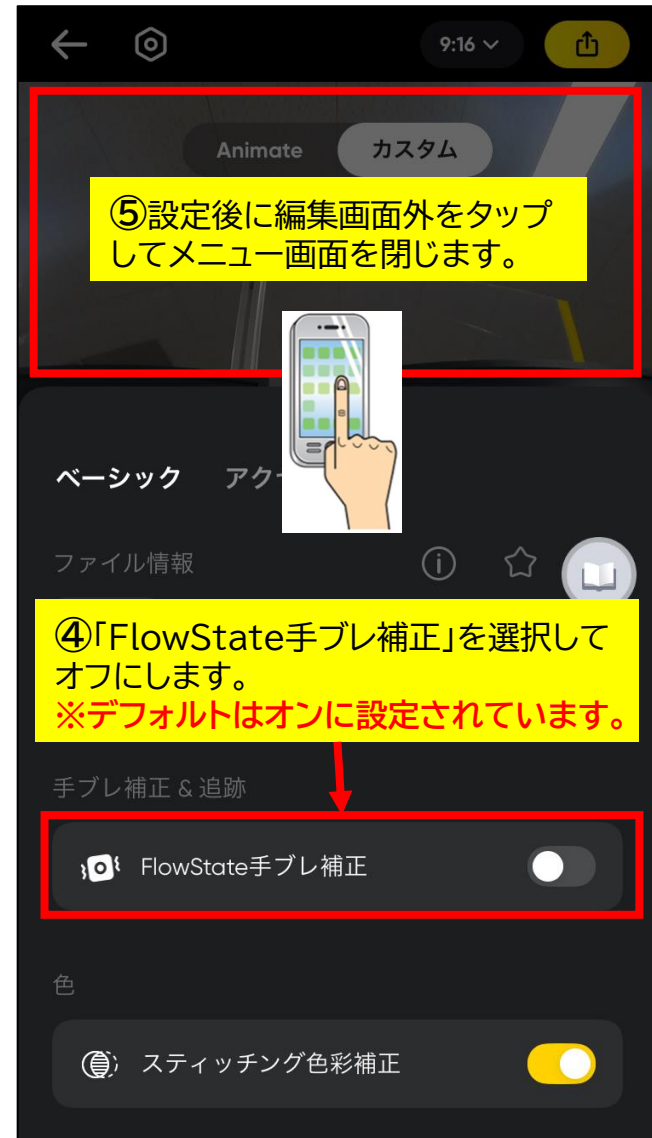 9:16
Animate カスタム
⑤設定後に編集画面外をタップ
してメニュー画面を閉じます。
ベーシック アク
ファイル情報
④「FlowState手ブレ補正」を選択して
オフにします。
※デフォルトはオンに設定されています。
手ブレ補正 & 追跡
FlowState手ブレ補正
色
スティッチング色彩補正